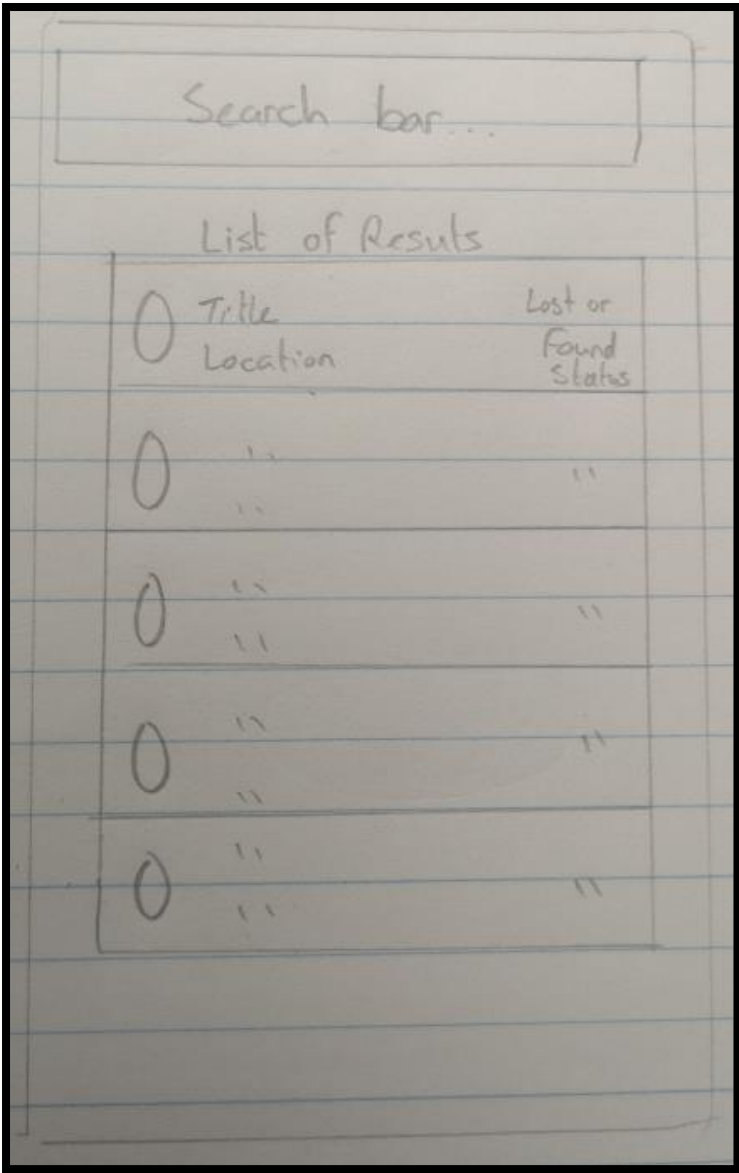 Search bar...
List of Resuts
Title Lost or
Location Found
Status
" "
"
" "
"
" "
"
" "
"